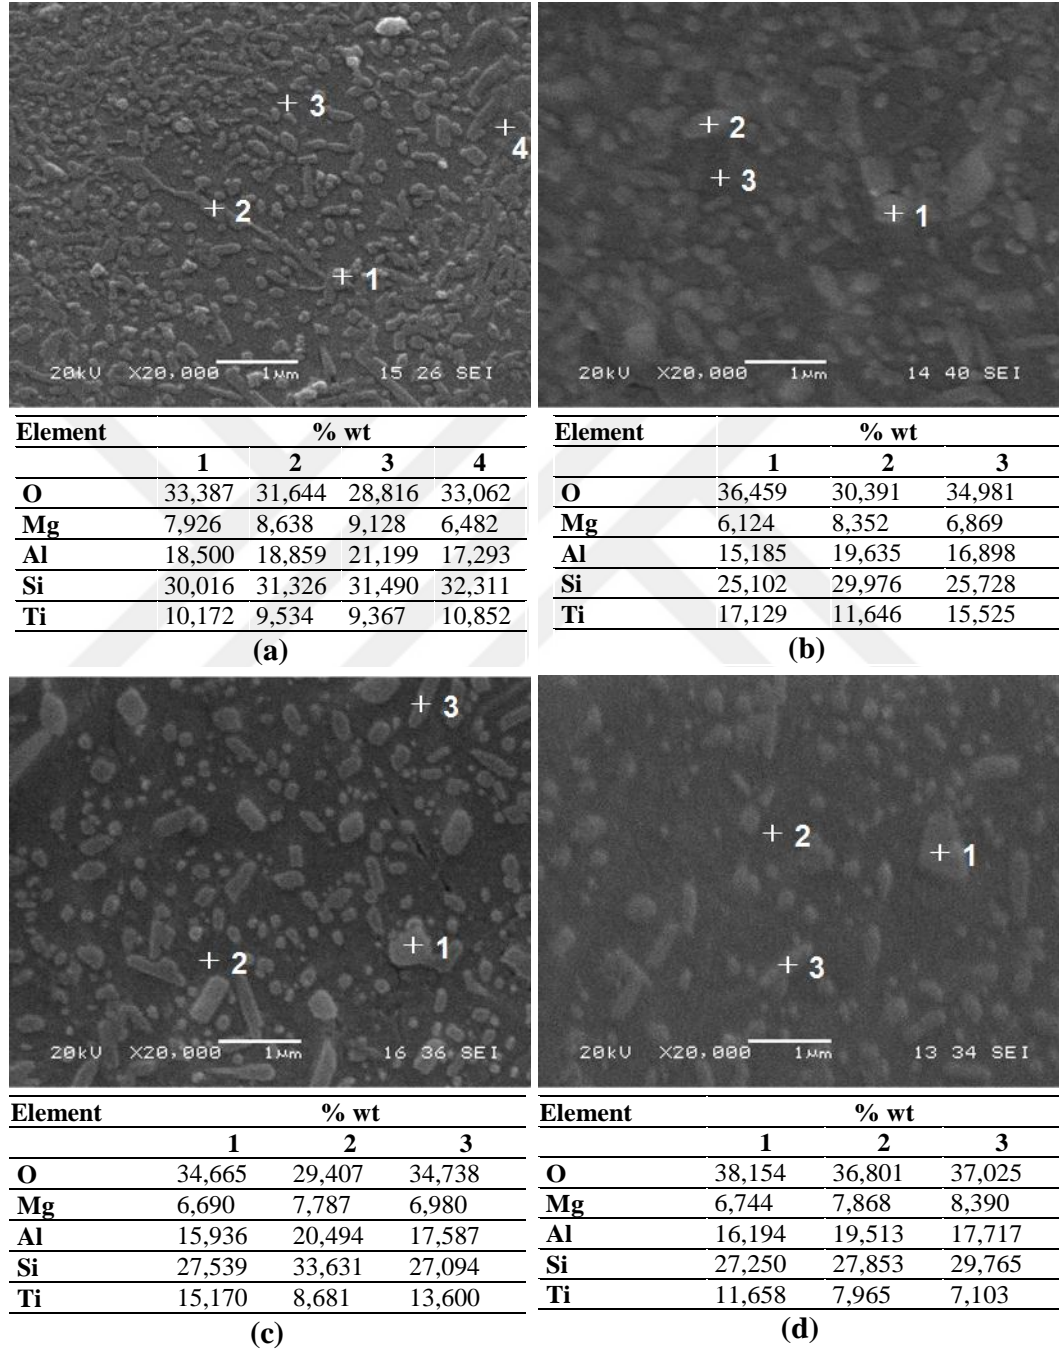 3
2
4
2
3
1
1
20kV X20,000 1µm 15 26 SEI
20kV X20,000 1µm 14 40 SEI
Element % wt
1 2 3 4
O 33,387 31,644 28,816 33,062
Mg 7,926 8,638 9,128 6,482
Al 18,500 18,859 21,199 17,293
Si 30,016 31,326 31,490 32,311
Ti 10,172 9,534 9,367 10,852
(a)
Element % wt
1 2 3
O 36,459 30,391 34,981
Mg 6,124 8,352 6,869
Al 15,185 19,635 16,898
Si 25,102 29,976 25,728
Ti 17,129 11,646 15,525
(b)
3
1
2
20kV X20,000 1µm 16 36 SEI
2
1
3
20kV X20,000 1µm 13 34 SEI
Element % wt
1 2 3
O 34,665 29,407 34,738
Mg 6,690 7,787 6,980
Al 15,936 20,494 17,587
Si 27,539 33,631 27,094
Ti 15,170 8,681 13,600
(c)
Element % wt
1 2 3
O 38,154 36,801 37,025
Mg 6,744 7,868 8,390
Al 16,194 19,513 17,717
Si 27,250 27,853 29,765
Ti 11,658 7,965 7,103
(d)